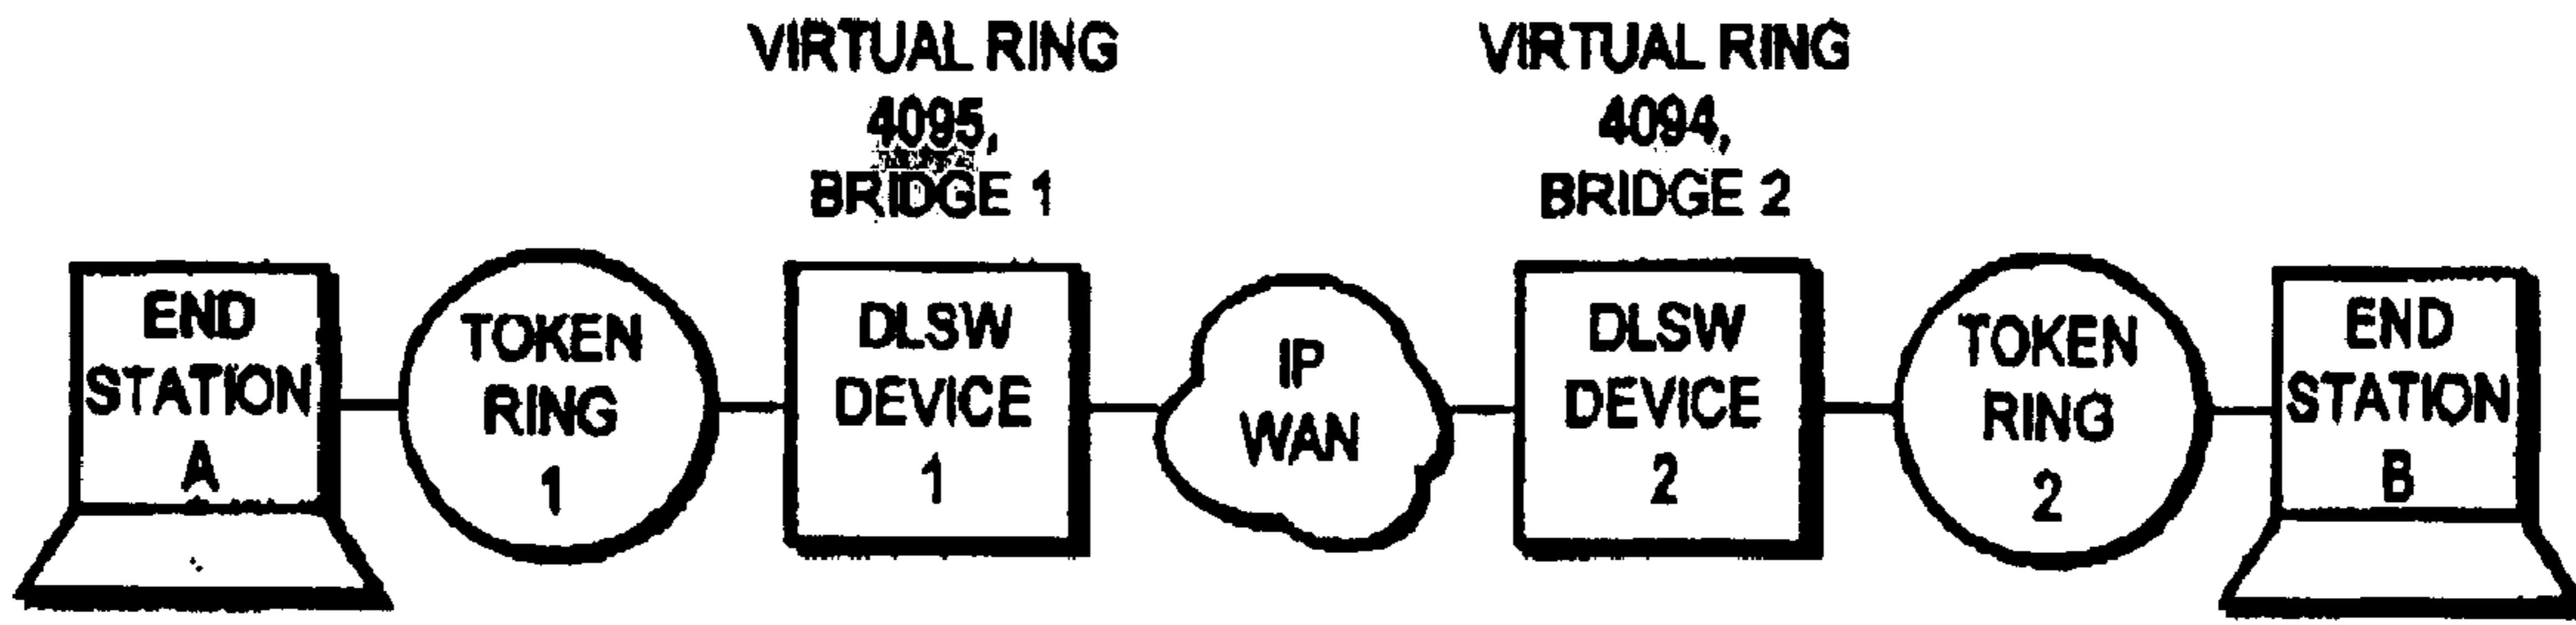 VIRTUAL RING
4095,
BRIDGE 1
VIRTUAL RING
4094,
BRIDGE 2
END
STATION
A
TOKEN
RING
1
DLSW
DEVICE
1
IP
WAN
DLSW
DEVICE
2
TOKEN
RING
2
END
STATION
B